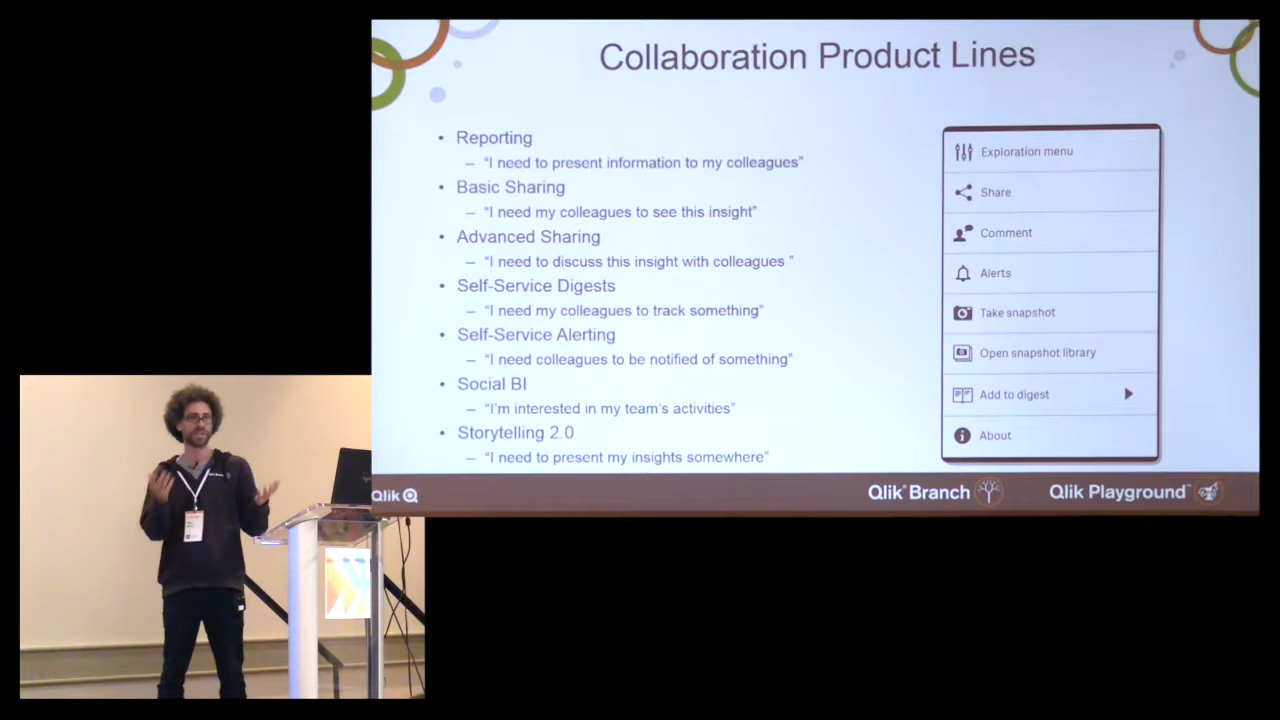 Collaboration Product Lines
• Reporting
– “I need to present information to my colleagues”
• Basic Sharing
– “I need my colleagues to see this insight”
• Advanced Sharing
– “I need to discuss this insight with colleagues ”
• Self-Service Digests
– “I need my colleagues to track something”
• Self-Service Alerting
– “I need colleagues to be notified of something”
• Social BI
– “I’m interested in my team’s activities”
• Storytelling 2.0
– “I need to present my insights somewhere”
Exploration menu
Share
Comment
Alerts
Take snapshot
Open snapshot library
Add to digest
About
Qlik
Qlik Branch
Qlik Playground™